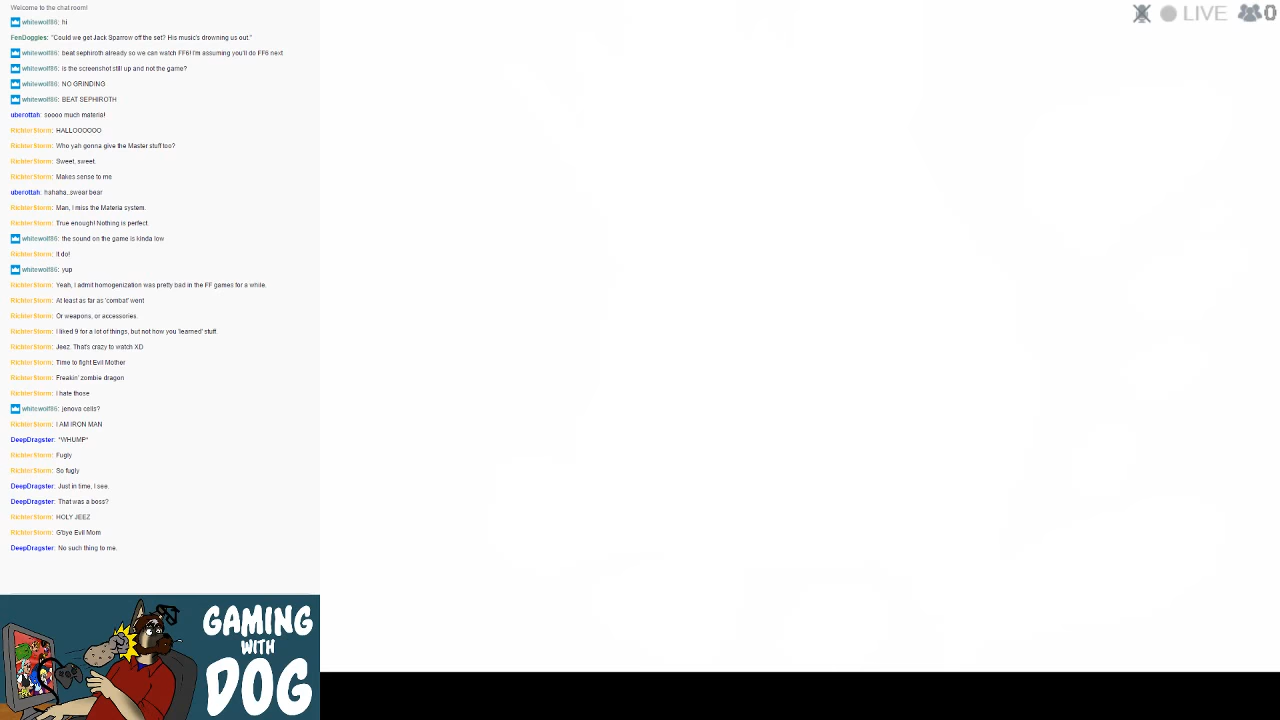 Welcome to the chat room!
whitewolf86: hi
FenDoggies: "Could we get Jack Sparrow off the set? His music's drowning us out."
whitewolf86: beat sephiroth already so we can watch FF6! I'm assuming you'll do FF6 next
whitewolf86: is the screenshot still up and not the game?
whitewolf86: NO GRINDING
whitewolf86: BEAT SEPHIROTH
uberottah: soooo much materia!
RichterStorm: HALLOOOOOO
RichterStorm: Who yah gonna give the Master stuff too?
RichterStorm: Sweet, sweet.
RichterStorm: Makes sense to me
uberottah: hahaha..swear bear
RichterStorm: Man, I miss the Materia system.
RichterStorm: True enough! Nothing is perfect.
whitewolf86: the sound on the game is kinda low
RichterStorm: It do!
whitewolf86: yup
RichterStorm: Yeah, I admit homogenization was pretty bad in the FF games for a while.
RichterStorm: At least as far as 'combat' went
RichterStorm: Or weapons, or accessories.
RichterStorm: I liked 9 for a lot of things, but not how you 'learned' stuff.
RichterStorm: Jeez. That's crazy to watch XD
RichterStorm: Time to fight Evil Mother
RichterStorm: Freakin' zombie dragon
RichterStorm: I hate those
whitewolf86: jenova cells?
RichterStorm: I AM IRON MAN
DeepDragster: *WHUMP*
RichterStorm: Fugly
RichterStorm: So fugly
DeepDragster: Just in time, I see.
DeepDragster: That was a boss?
RichterStorm: HOLY JEEZ
RichterStorm: G'bye Evil Mom
DeepDragster: No such thing to me.
GAMING
WITH
DOG
LIVE 0